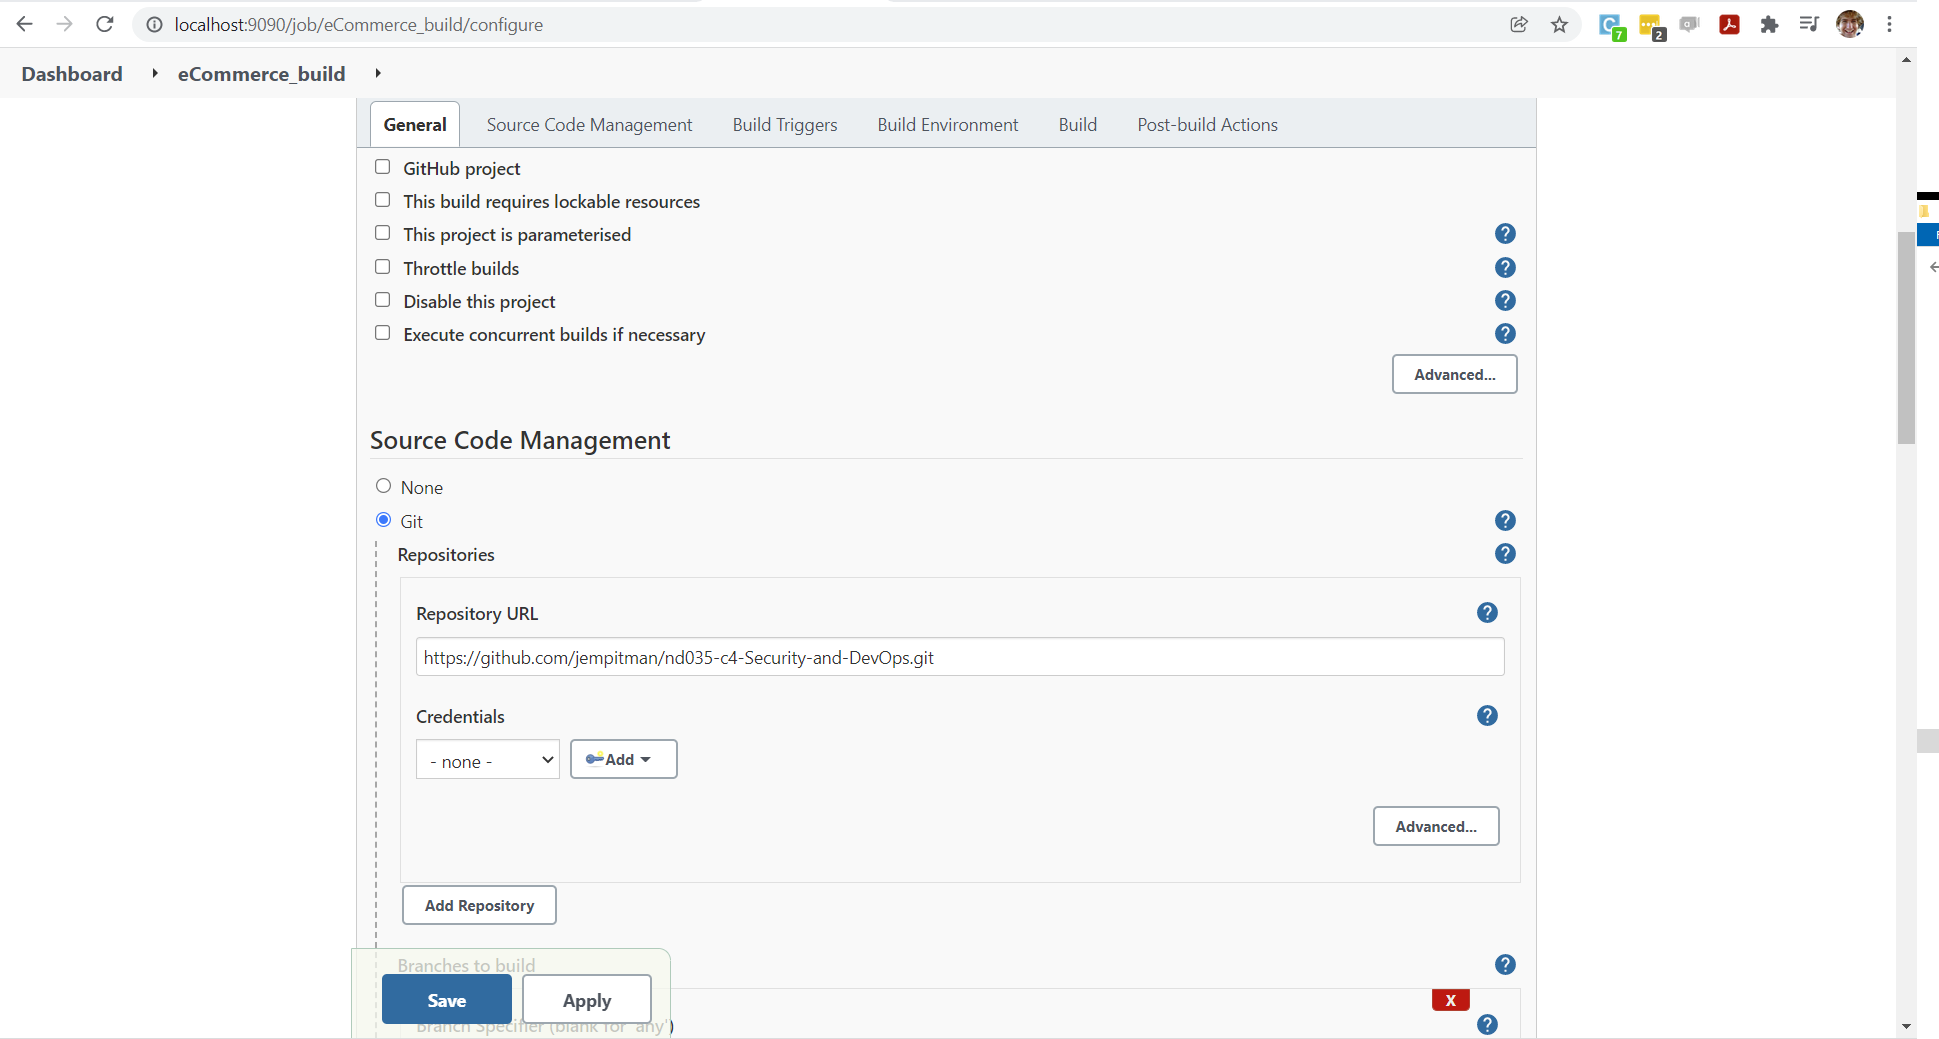 localhost:9090/job/eCommerce_build/configure
7
2
Dashboard eCommerce_build
General Source Code Management Build Triggers Build Environment Build Post-build Actions
GitHub project
This build requires lockable resources
This project is parameterised
?
Throttle builds
?
Disable this project
?
Execute concurrent builds if necessary
?
Advanced...
Source Code Management
None
Git
?
Repositories
?
Repository URL
?
https://github.com/jempitman/nd035-c4-Security-and-DevOps.git
Credentials
?
- none -
Add
Advanced...
Add Repository
Branches to build
?
Save
Apply
X
Branch Specifier (blank for 'any')
?